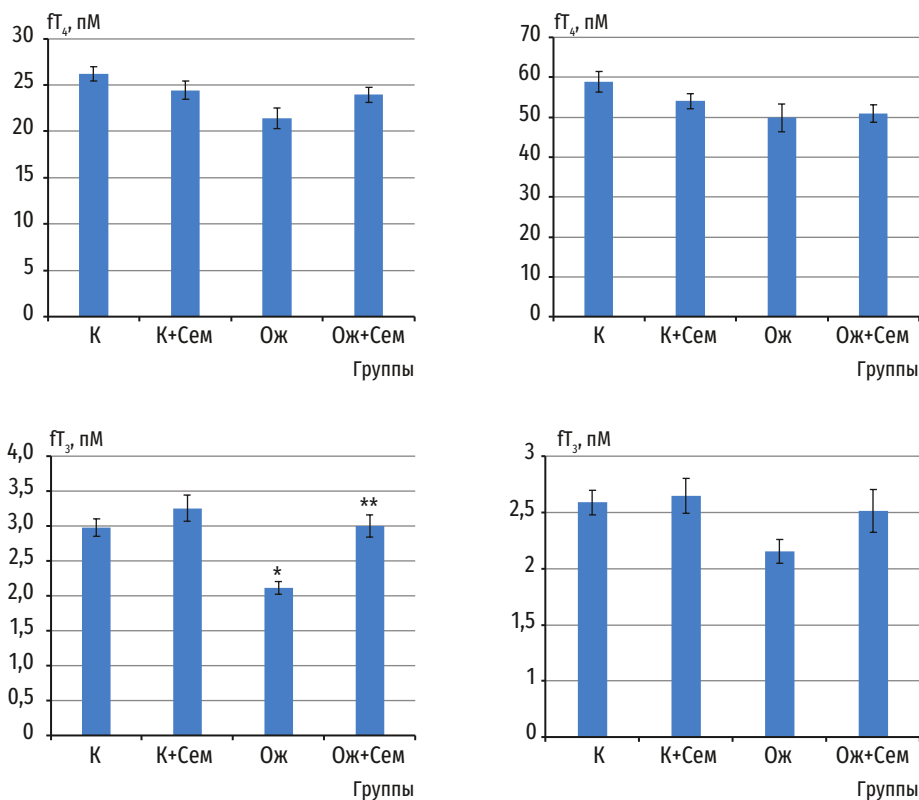 fT₄, пМ
30
25
20
15
10
5
0
К К+Сем Ож Ож+Сем
Группы
fT₄, пМ
70
60
50
40
30
20
10
0
К К+Сем Ож Ож+Сем
Группы
fT₃, пМ
4,0
3,5
3,0
2,5
2,0
1,5
1,0
0,5
0
*
**
К К+Сем Ож Ож+Сем
Группы
fT₃, пМ
3
2,5
2
1,5
1
0
К К+Сем Ож Ож+Сем
Группы